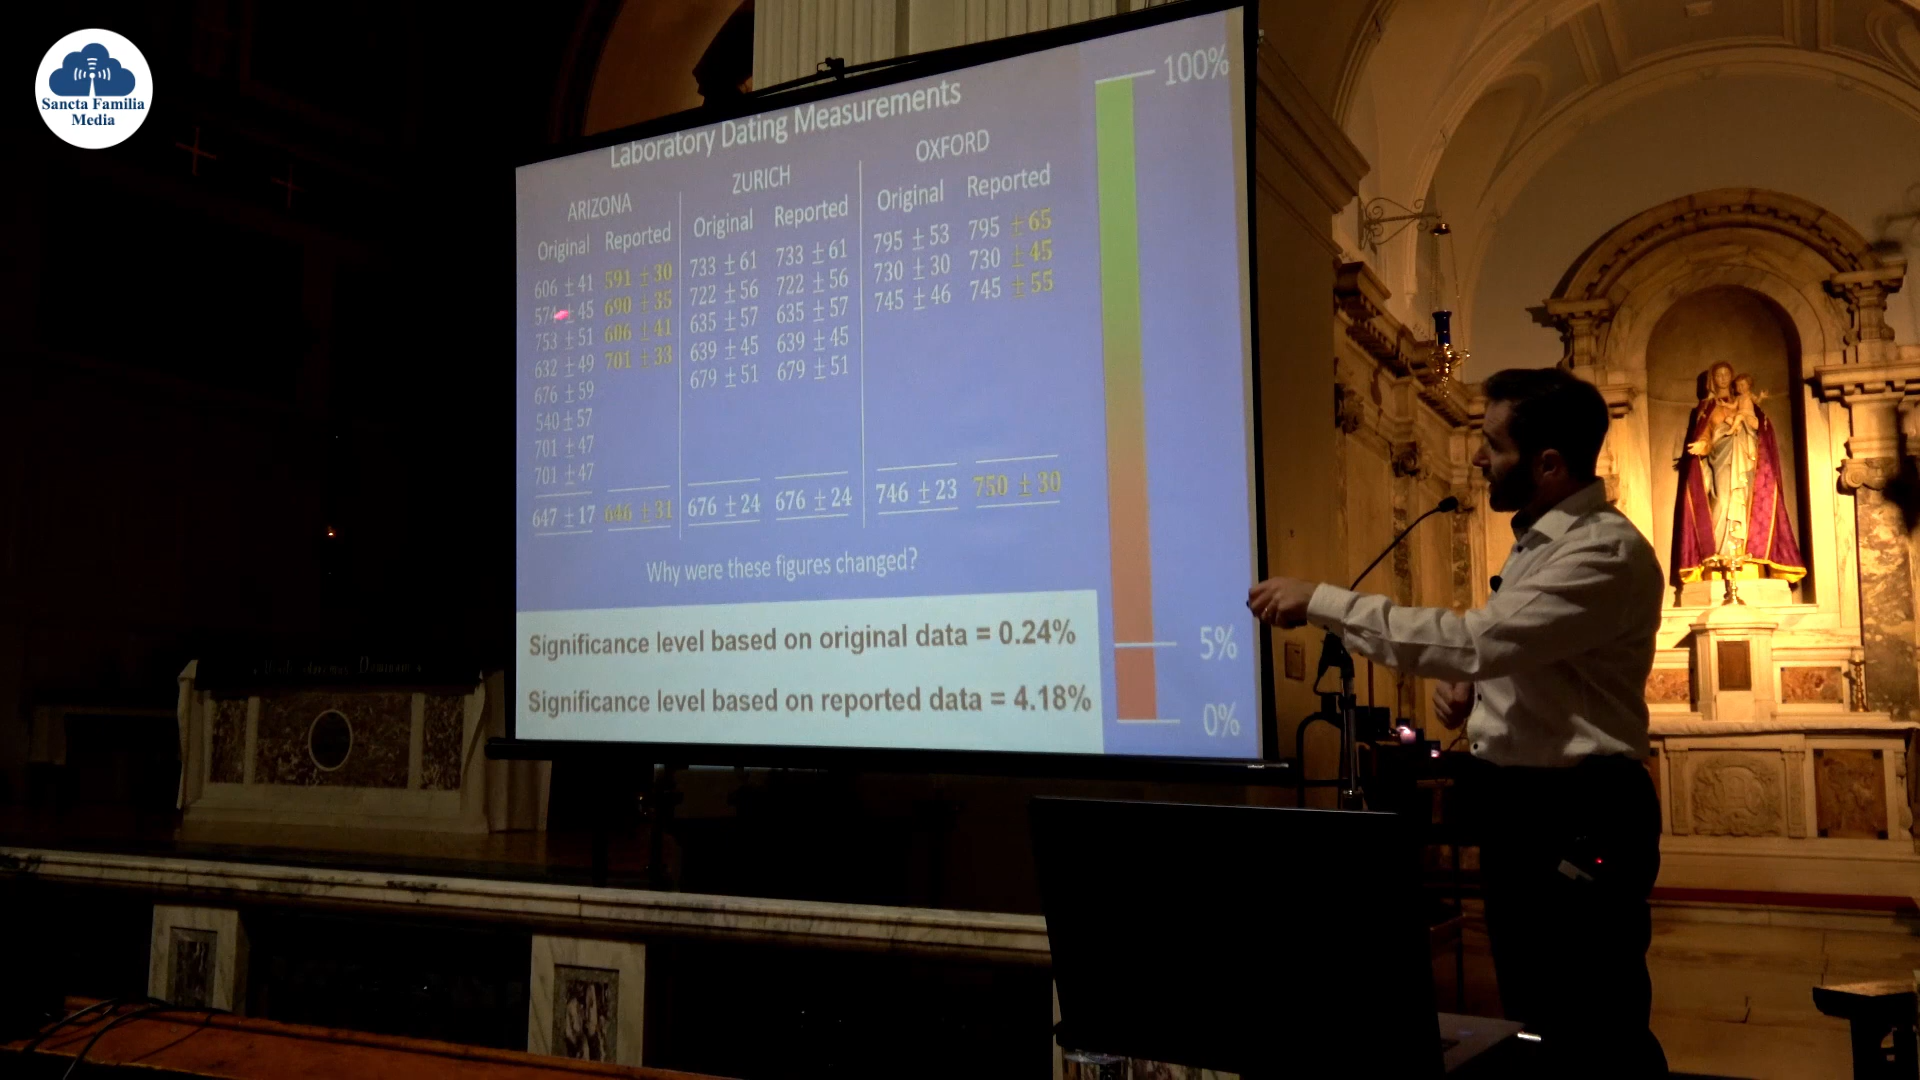 Sancta Familia
Media
Laboratory Dating Measurements
ARIZONA
Original Reported
606 ± 41 591 ± 30
574 ± 45 690 ± 35
753 ± 51 606 ± 41
632 ± 49 701 ± 33
676 ± 59
540 ± 57
701 ± 47
701 ± 47
647 ± 17 646 ± 31
ZURICH
Original Reported
733 ± 61 733 ± 61
722 ± 56 722 ± 56
635 ± 57 635 ± 57
639 ± 45 639 ± 45
679 ± 51 679 ± 51
676 ± 24 676 ± 24
OXFORD
Original Reported
795 ± 53 795 ± 65
730 ± 30 730 ± 45
745 ± 46 745 ± 55
746 ± 23 750 ± 30
Why were these figures changed?
Significance level based on original data = 0.24%
Significance level based on reported data = 4.18%
100%
5%
0%